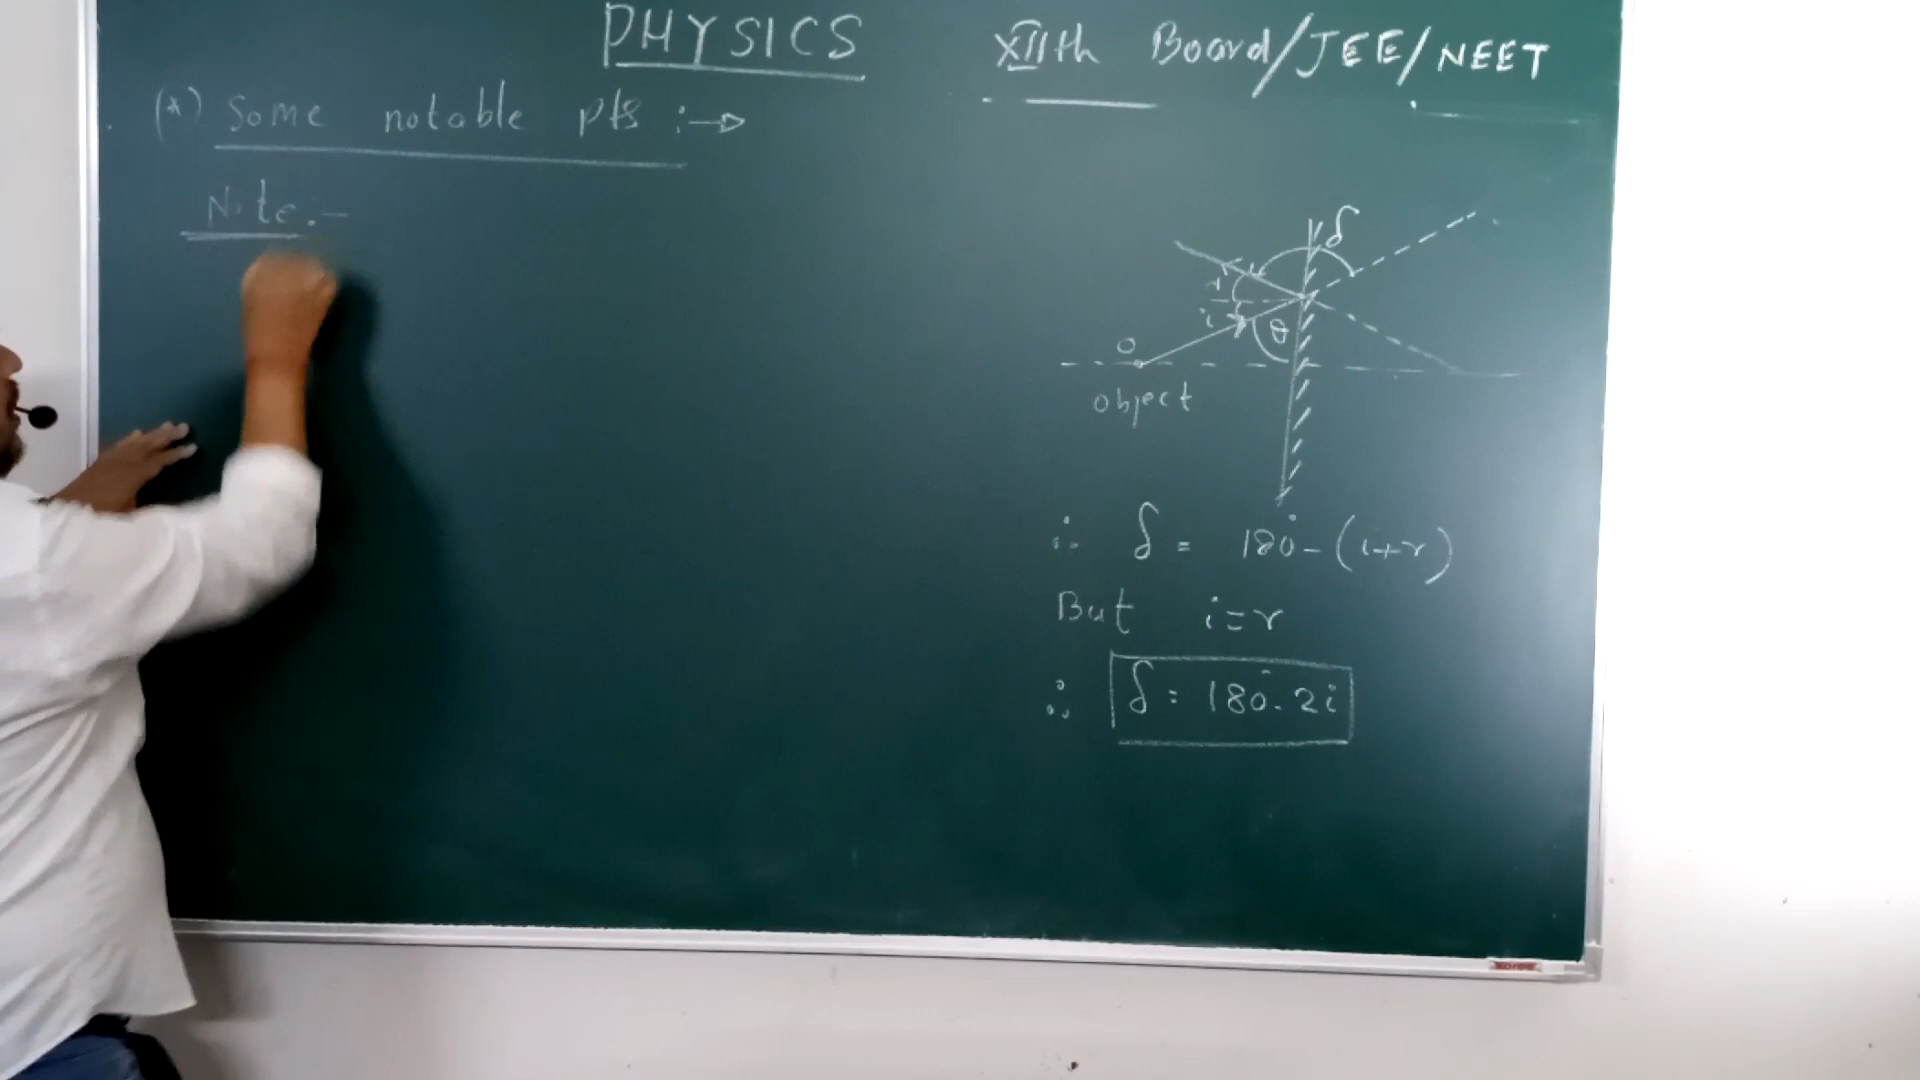 PHYSICS
XIIth Board/JEE/NEET
(*) Some notable pts :→
Note:-
δ
r
i
θ
O
object
∴ δ = 180° - (i+r)
But i = r
∴ δ = 180° - 2i